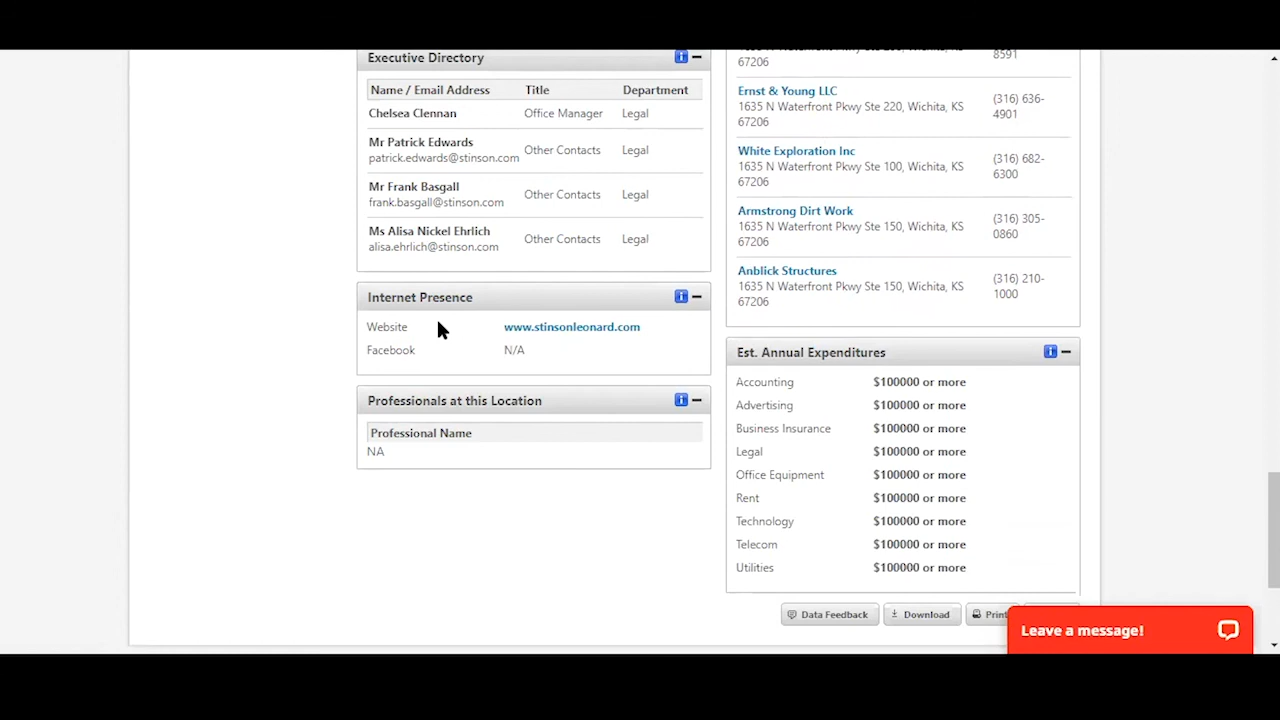 Executive Directory
Name / Email Address Title Department
Chelsea Clennan Office Manager Legal
Mr Patrick Edwards
patrick.edwards@stinson.com Other Contacts Legal
Mr Frank Basgall
frank.basgall@stinson.com Other Contacts Legal
Ms Alisa Nickel Ehrlich
alisa.ehrlich@stinson.com Other Contacts Legal
Internet Presence
Website www.stinsonleonard.com
Facebook N/A
Professionals at this Location
Professional Name
NA
67206
8591
Ernst & Young LLC
1635 N Waterfront Pkwy Ste 220, Wichita, KS
67206
(316) 636-
4901
White Exploration Inc
1635 N Waterfront Pkwy Ste 100, Wichita, KS
67206
(316) 682-
6300
Armstrong Dirt Work
1635 N Waterfront Pkwy Ste 150, Wichita, KS
67206
(316) 305-
0860
Anblick Structures
1635 N Waterfront Pkwy Ste 150, Wichita, KS
67206
(316) 210-
1000
Est. Annual Expenditures
Accounting $100000 or more
Advertising $100000 or more
Business Insurance $100000 or more
Legal $100000 or more
Office Equipment $100000 or more
Rent $100000 or more
Technology $100000 or more
Telecom $100000 or more
Utilities $100000 or more
Data Feedback Download Print
Leave a message!